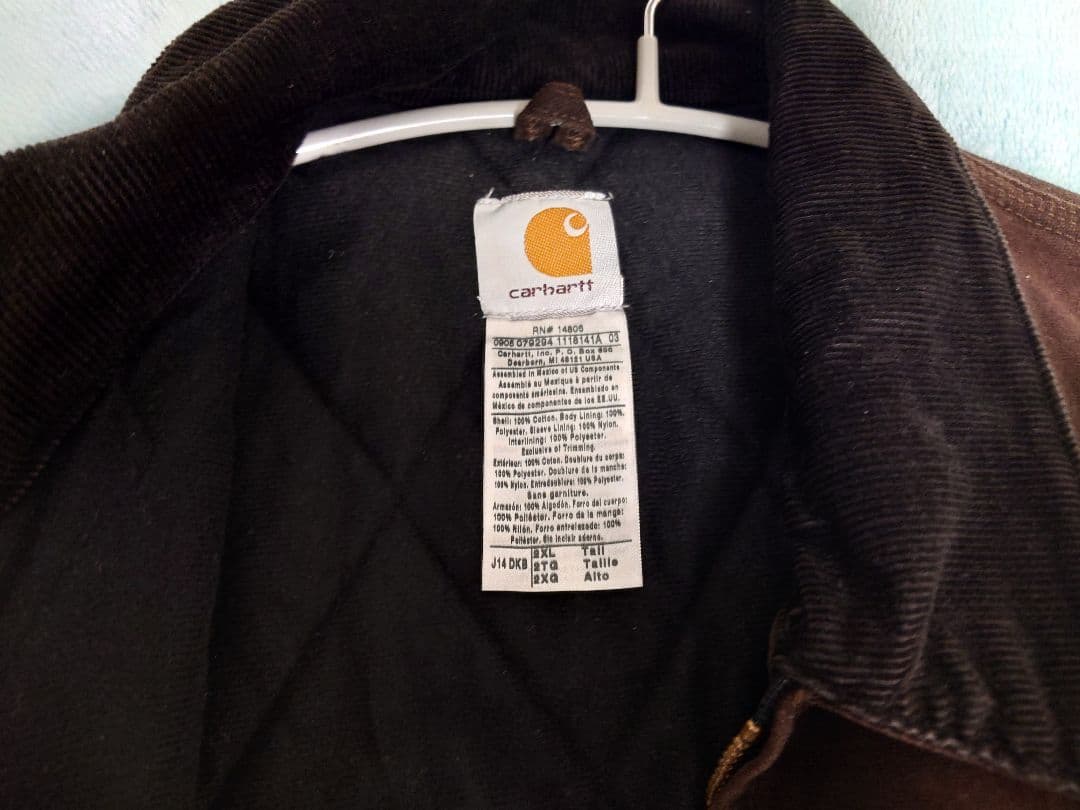 carhartt
RN# 14806
0906 079294 1118141A 03
Carhartt, Inc. P. O. Box 600
Dearborn, MI 48121 USA
Assembled in Mexico of US Components
Assemblé au Mexique à partir de
composants américains. Ensamblado en
México de componentes de los EE.UU.
Shell: 100% Cotton. Body Lining: 100%
Polyester. Sleeve Lining: 100% Nylon.
Interlining: 100% Polyester.
Exclusive of Trimming.
Extérieur: 100% Coton. Doublure du corps:
100% Polyester. Doublure de la manche:
100% Nylon. Entredoublure: 100% Polyester.
Sans garniture.
Armazón: 100% Algodón. Forro del cuerpo:
100% Poliéster. Forro de la manga:
100% Nilón. Forro entrelazado: 100%
Poliéster. Sin incluir adorno.
J14 DKB 2XL Tall
2TG Taille
2XG Alto